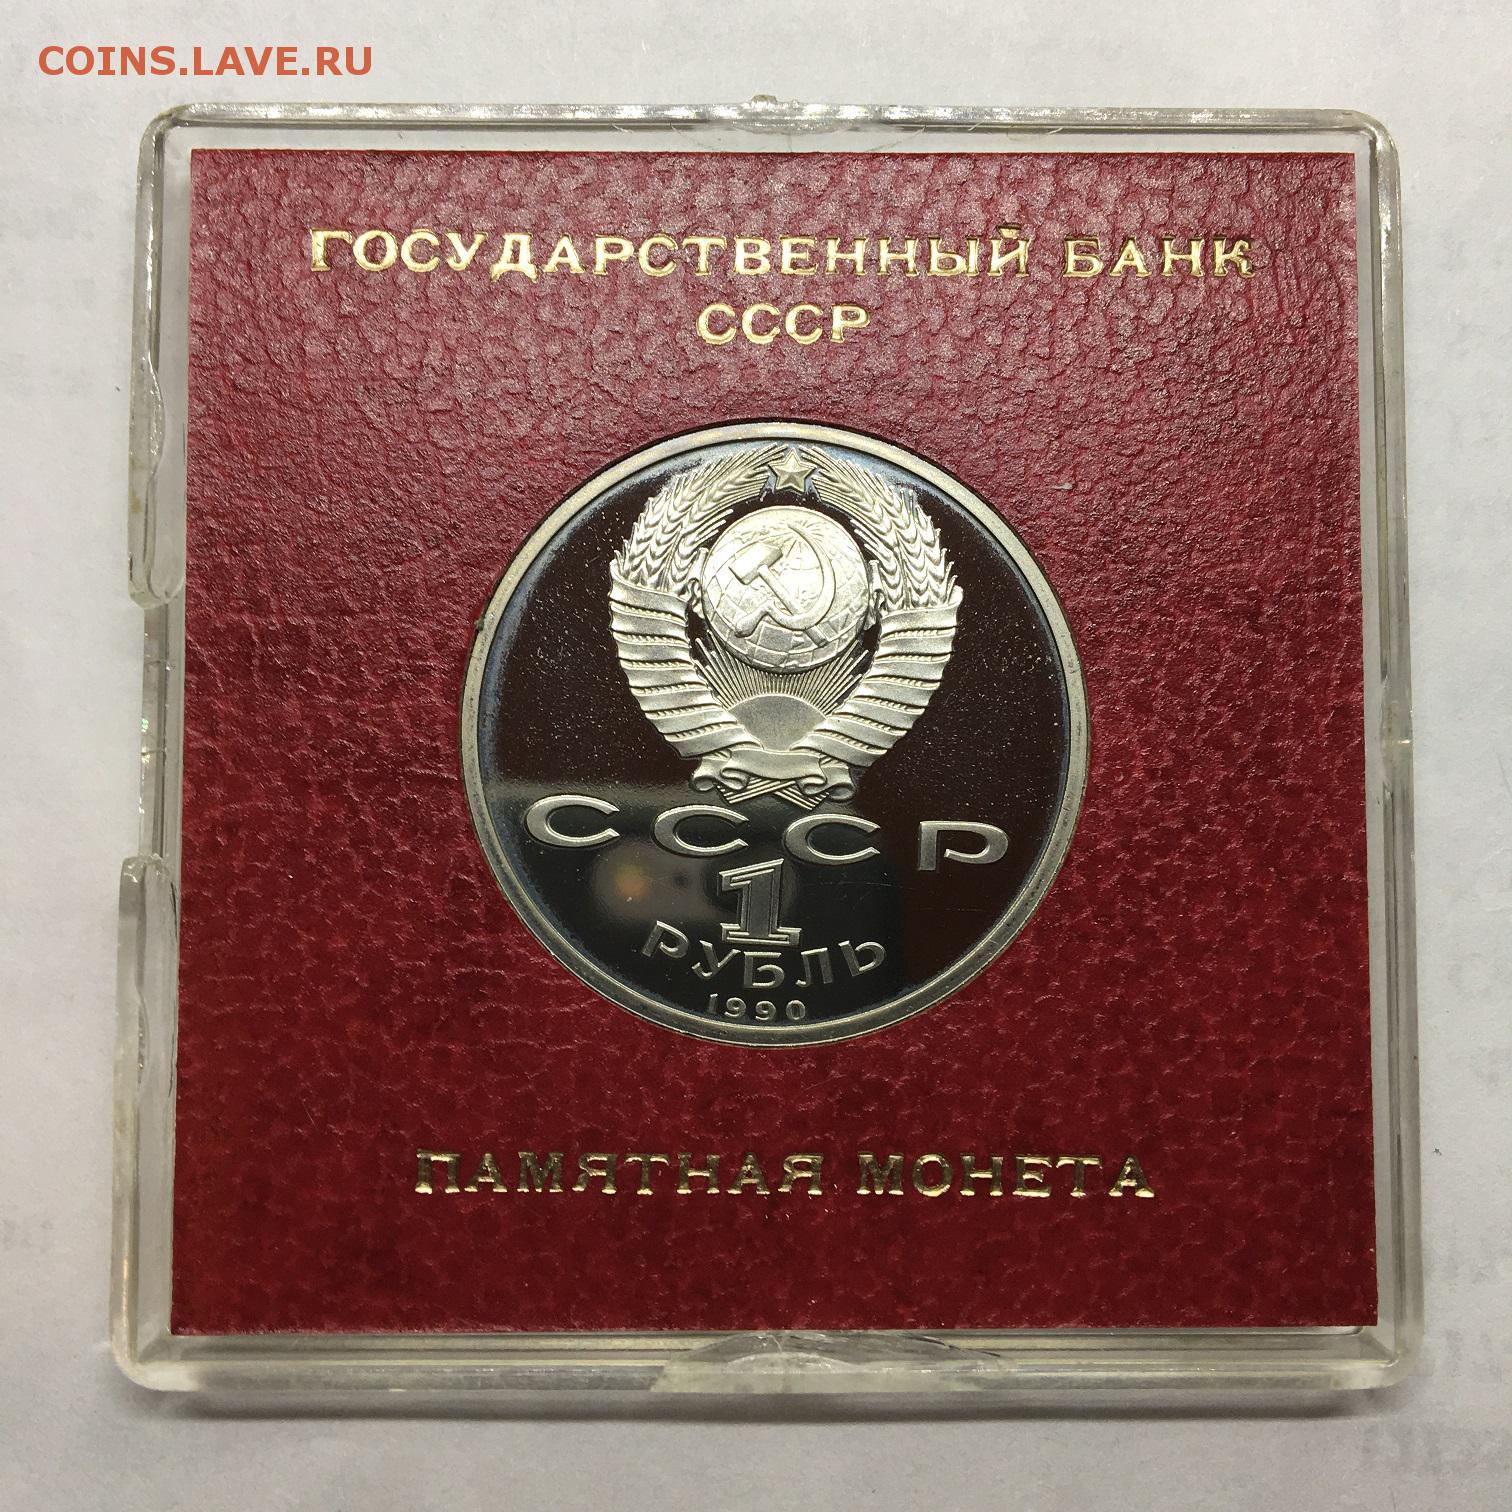 COINS.LAVE.RU
ГОСУДАРСТВЕННЫЙ БАНК
СССР
СССР
1
РУБЛЬ
1990
ПАМЯТНАЯ МОНЕТА